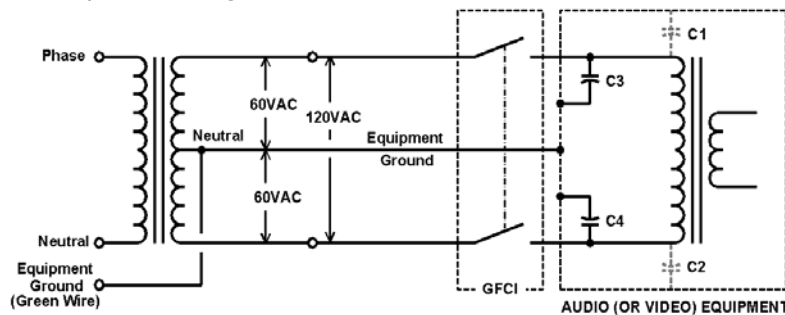 Phase
C1
C3
60VAC
120VAC
Neutral
Equipment
Ground
60VAC
C4
Neutral
C2
Equipment
Ground
(Green Wire)
GFCI
AUDIO (OR VIDEO) EQUIPMENT